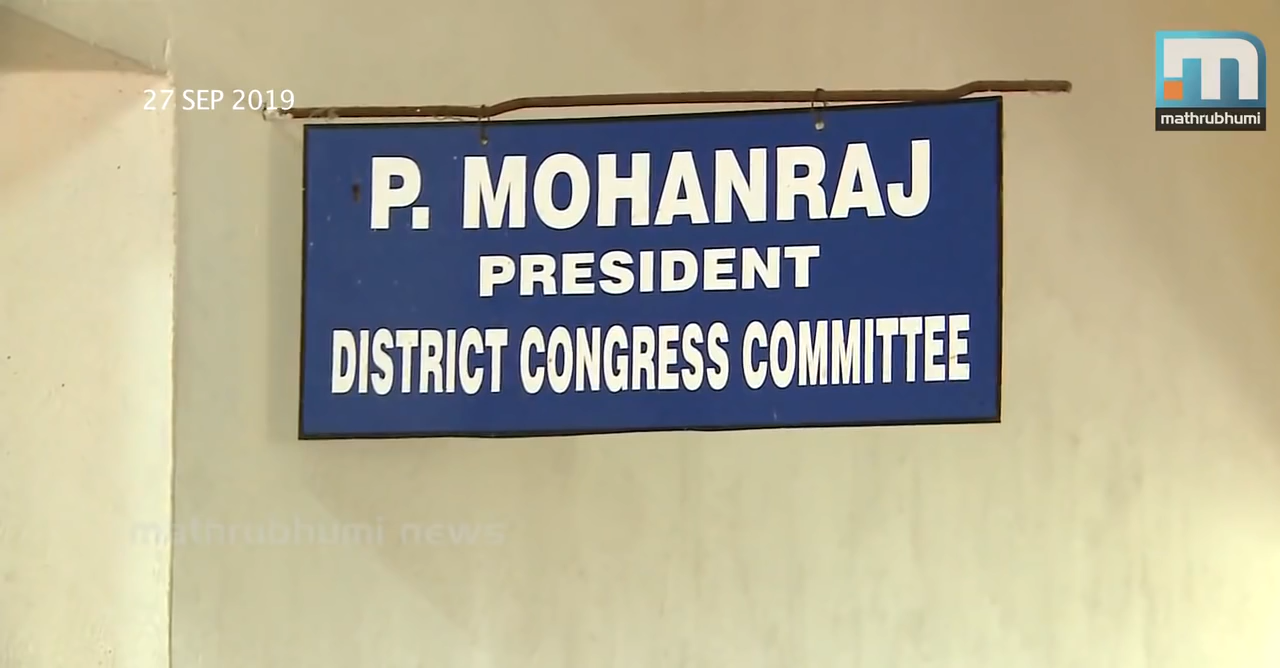 27 SEP 2019
mathrubhumi
P. MOHANRAJ
PRESIDENT
DISTRICT CONGRESS COMMITTEE
mathrubhumi news